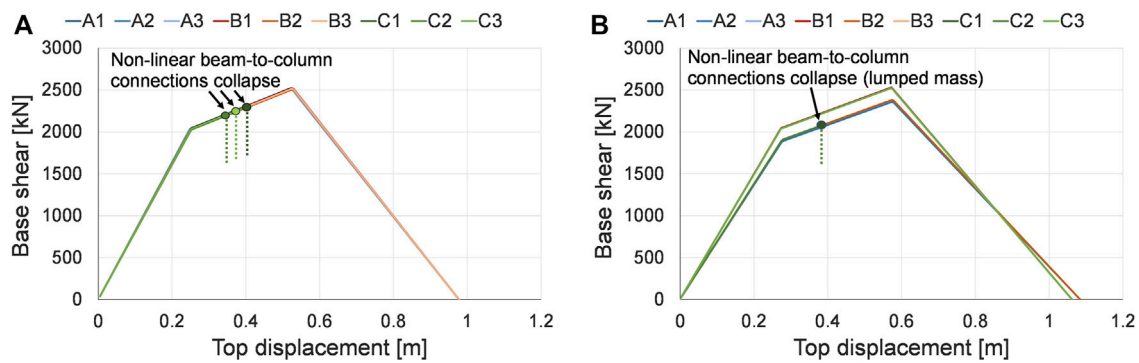 A
A1 A2 A3 B1 B2 B3 C1 C2 C3
Non-linear beam-to-column
connections collapse
Base shear [kN]
3000
2500
2000
1500
1000
500
0
0 0.2 0.4 0.6 0.8 1 1.2
Top displacement [m]
B
A1 A2 A3 B1 B2 B3 C1 C2 C3
Non-linear beam-to-column
connections collapse (lumped mass)
Base shear [kN]
3000
2500
2000
1500
1000
500
0
0 0.2 0.4 0.6 0.8 1 1.2
Top displacement [m]